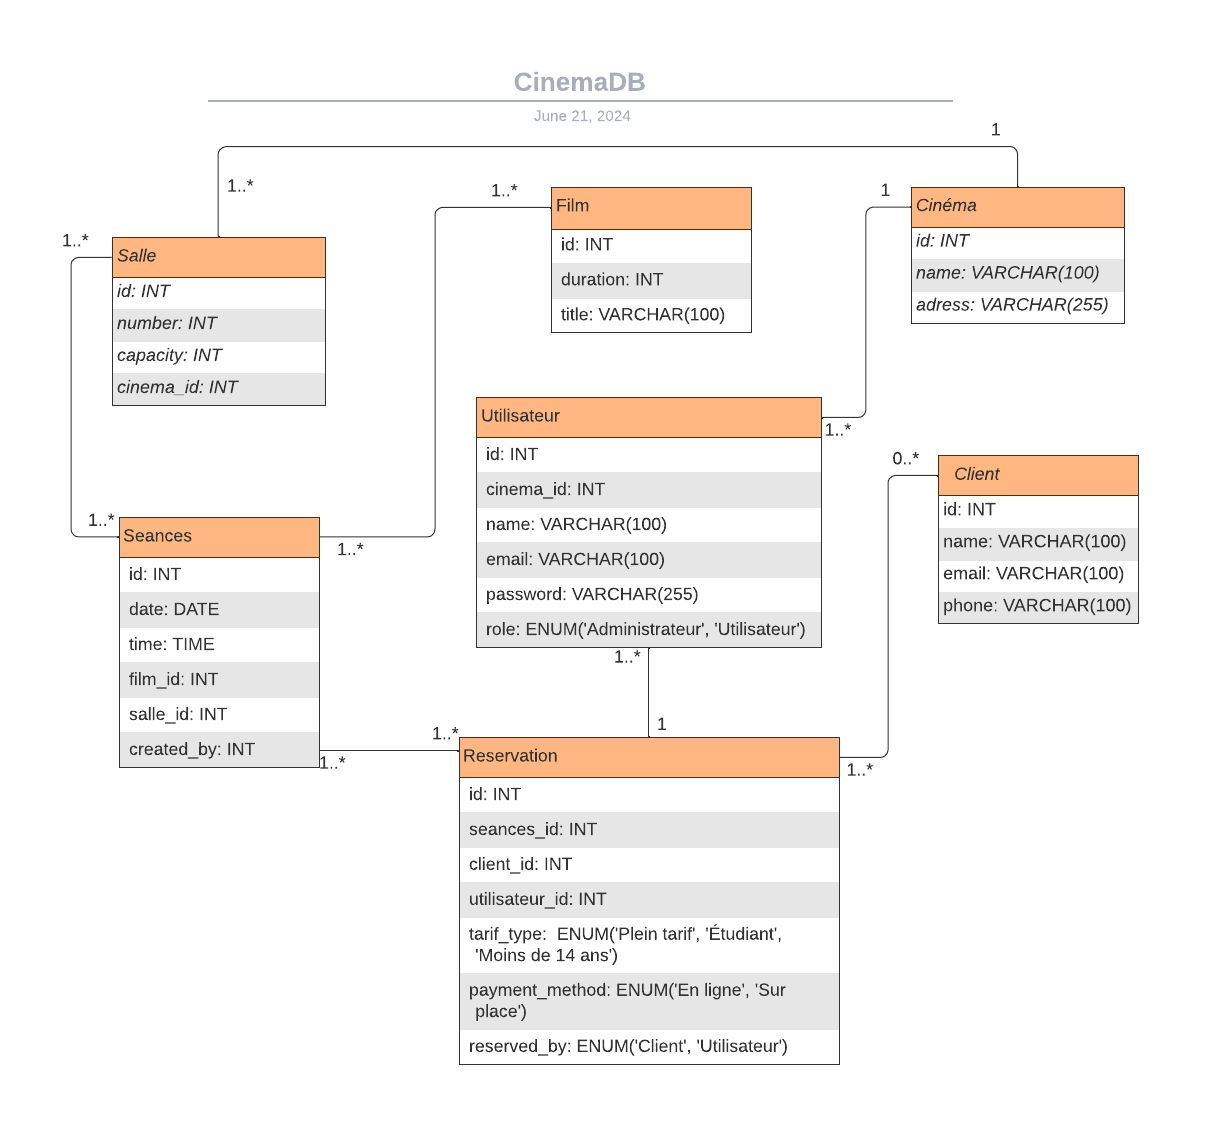 CinemaDB
June 21, 2024
1
1..*
1..*
Film
id: INT
duration: INT
title: VARCHAR(100)
1
Cinéma
id: INT
name: VARCHAR(100)
adress: VARCHAR(255)
1..*
Salle
id: INT
number: INT
capacity: INT
cinema_id: INT
Utilisateur
1..*
id: INT
cinema_id: INT
name: VARCHAR(100)
email: VARCHAR(100)
password: VARCHAR(255)
role: ENUM('Administrateur', 'Utilisateur')
1..*
0..*
Client
id: INT
name: VARCHAR(100)
email: VARCHAR(100)
phone: VARCHAR(100)
1..*
Seances
1..*
id: INT
date: DATE
time: TIME
film_id: INT
salle_id: INT
created_by: INT
1..*
1..*
1
Reservation
1..*
id: INT
seances_id: INT
client_id: INT
utilisateur_id: INT
tarif_type:  ENUM('Plein tarif', 'Étudiant',
'Moins de 14 ans')
payment_method: ENUM('En ligne', 'Sur
place')
reserved_by: ENUM('Client', 'Utilisateur')